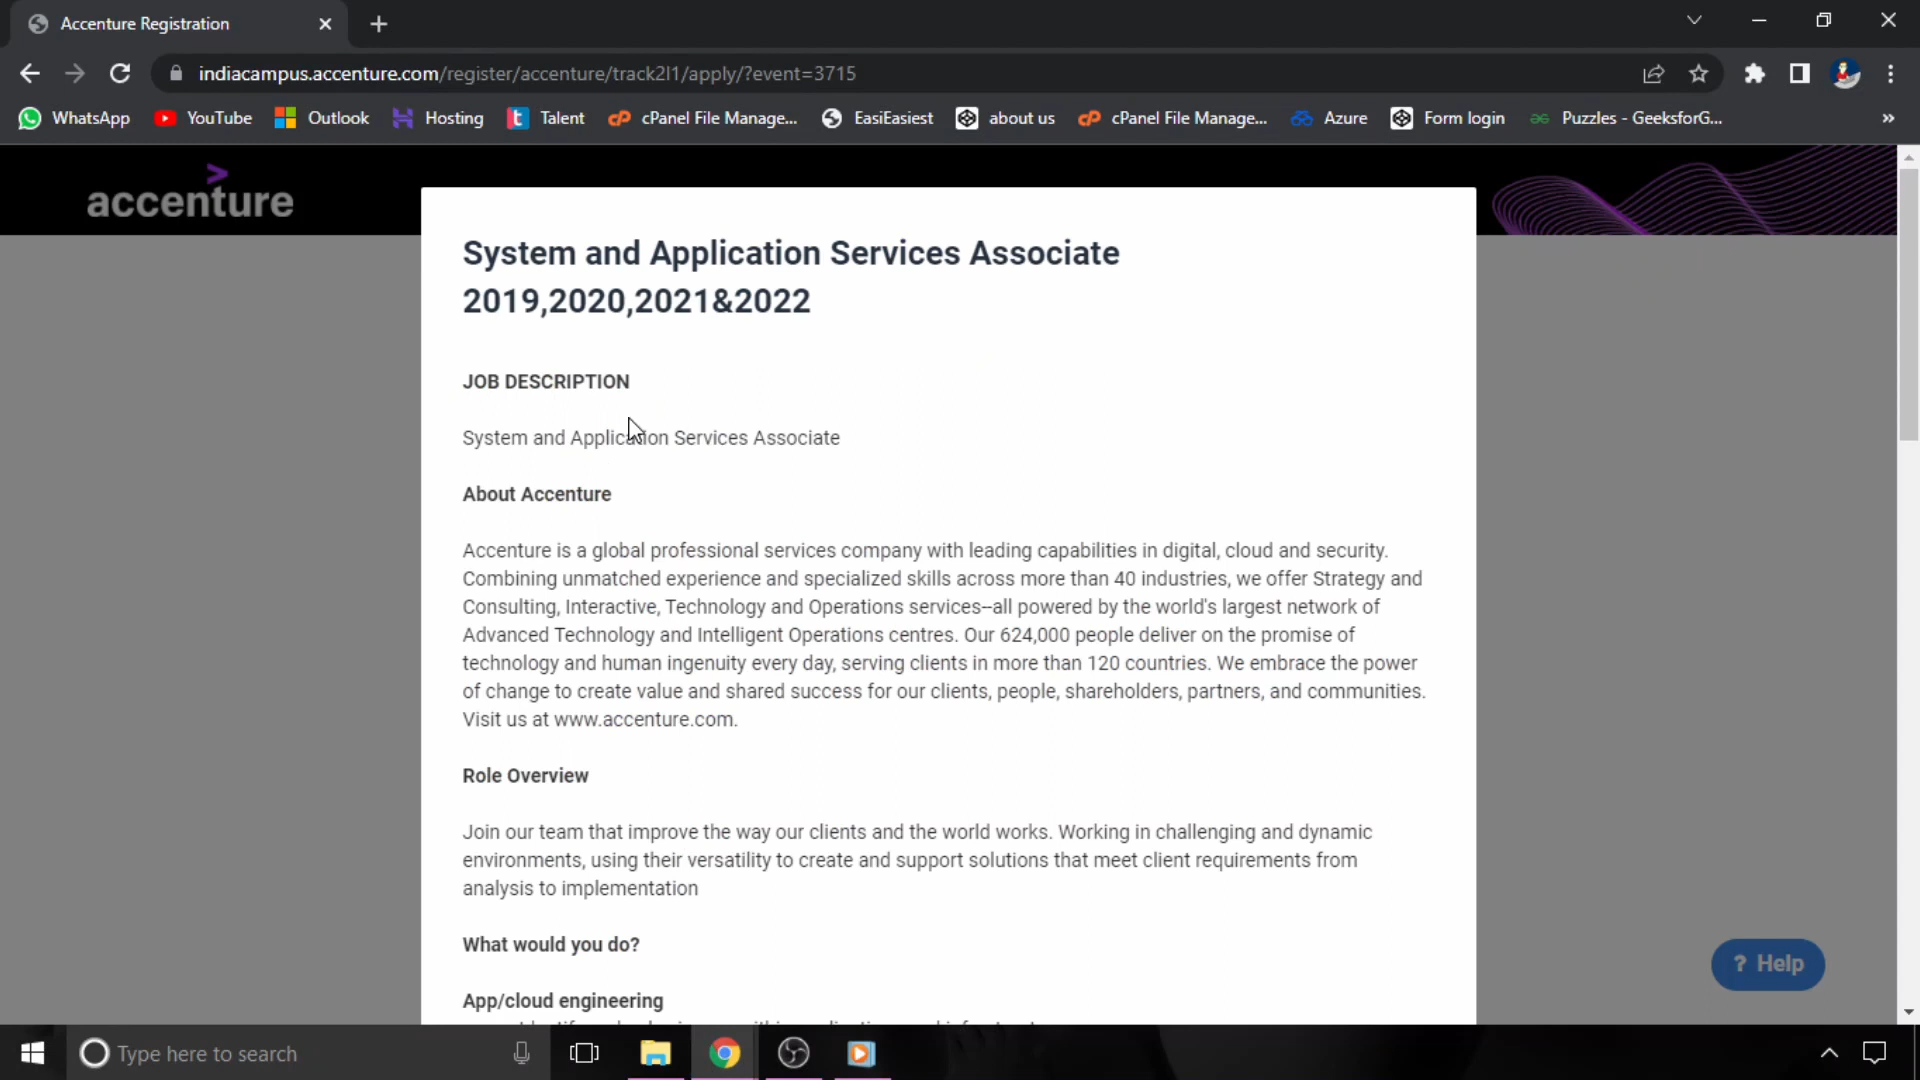 Accenture Registration
indiacampus.accenture.com/register/accenture/track2l1/apply/?event=3715
WhatsApp YouTube Outlook Hosting Talent cPanel File Manage... EasiEasiest about us cPanel File Manage... Azure Form login Puzzles - GeeksforG... »
accenture
System and Application Services Associate
2019,2020,2021&2022
JOB DESCRIPTION
System and Application Services Associate
About Accenture
Accenture is a global professional services company with leading capabilities in digital, cloud and security.
Combining unmatched experience and specialized skills across more than 40 industries, we offer Strategy and
Consulting, Interactive, Technology and Operations services—all powered by the world's largest network of
Advanced Technology and Intelligent Operations centres. Our 624,000 people deliver on the promise of
technology and human ingenuity every day, serving clients in more than 120 countries. We embrace the power
of change to create value and shared success for our clients, people, shareholders, partners, and communities.
Visit us at www.accenture.com.
Role Overview
Join our team that improve the way our clients and the world works. Working in challenging and dynamic
environments, using their versatility to create and support solutions that meet client requirements from
analysis to implementation
What would you do?
? Help
App/cloud engineering
Type here to search